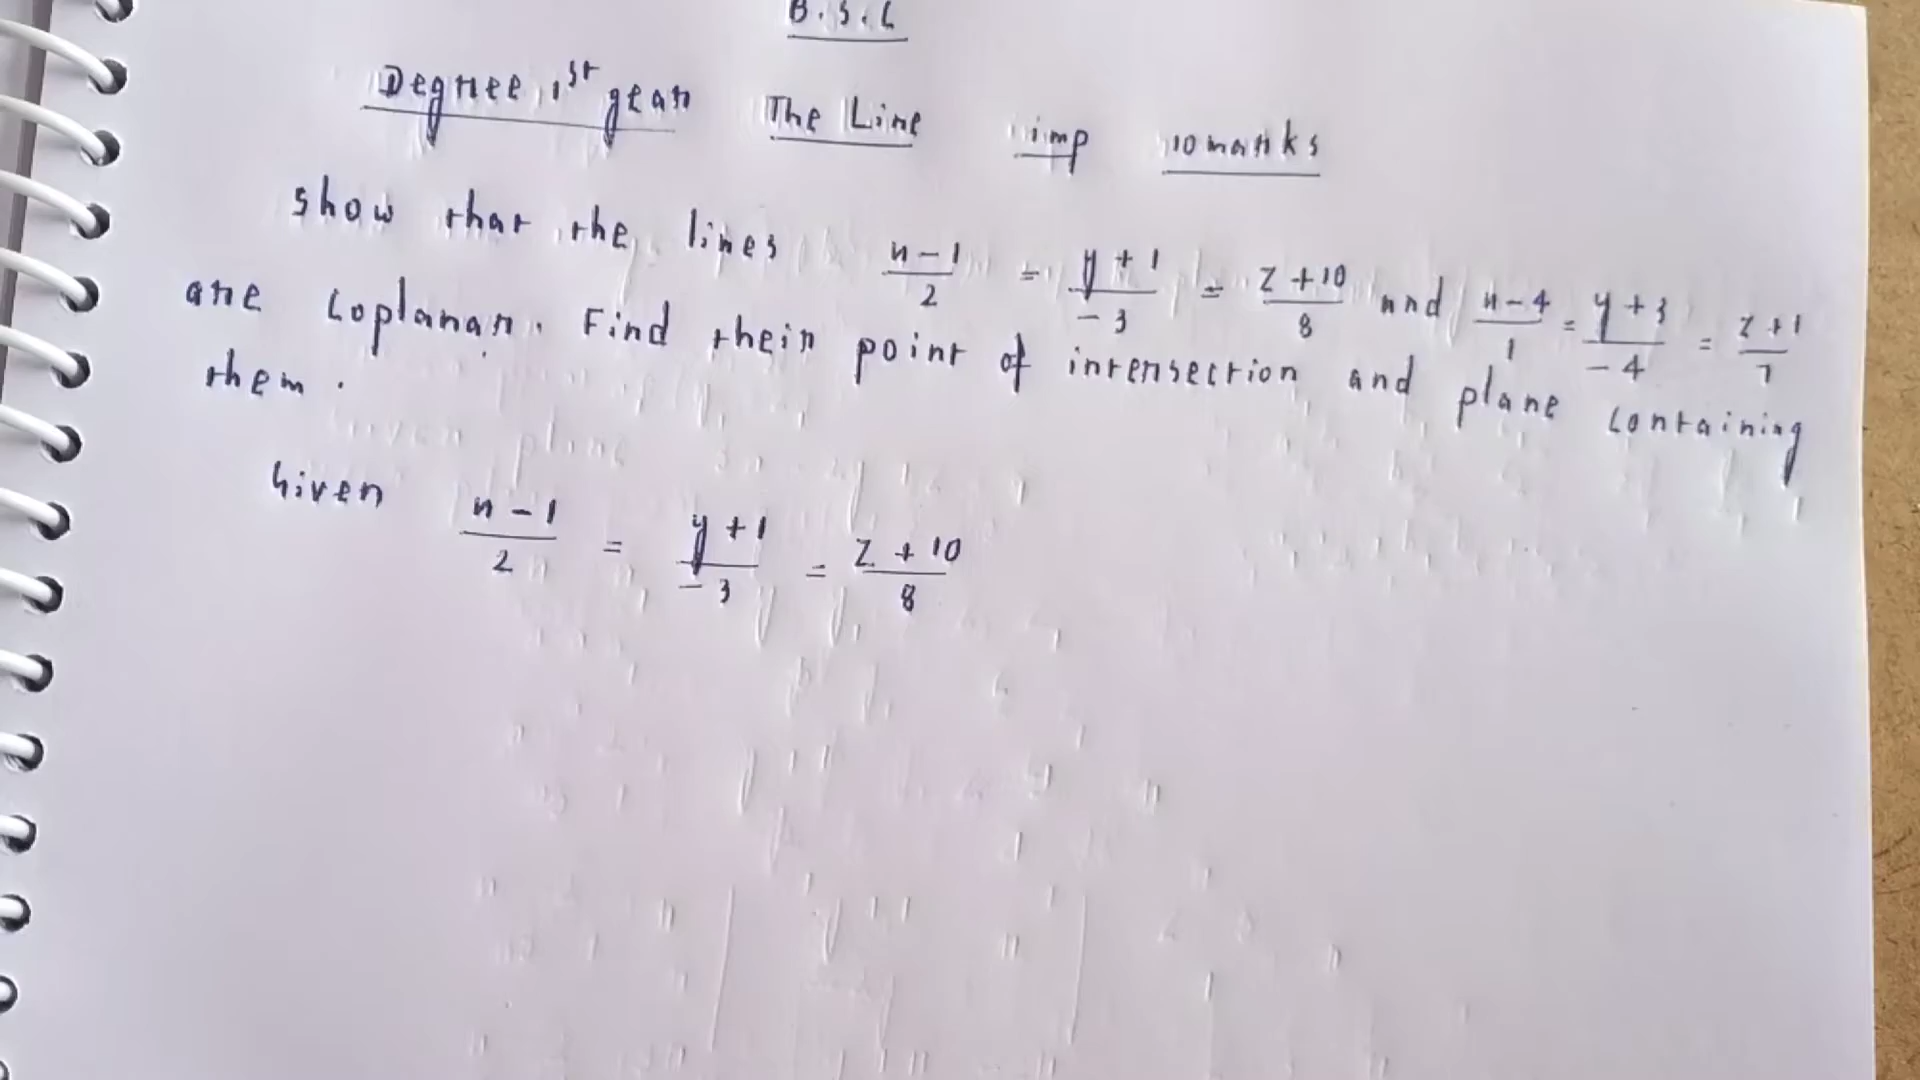 B.S.C
Degree 1st year The Line imp 10 marks
show that the lines x-1/2 = y+1/-3 = z+10/8 and x-4/1 = y+3/-4 = z+1/7
are coplanar. Find their point of intersection and plane containing
them.
Given x-1/2 = y+1/-3 = z+10/8